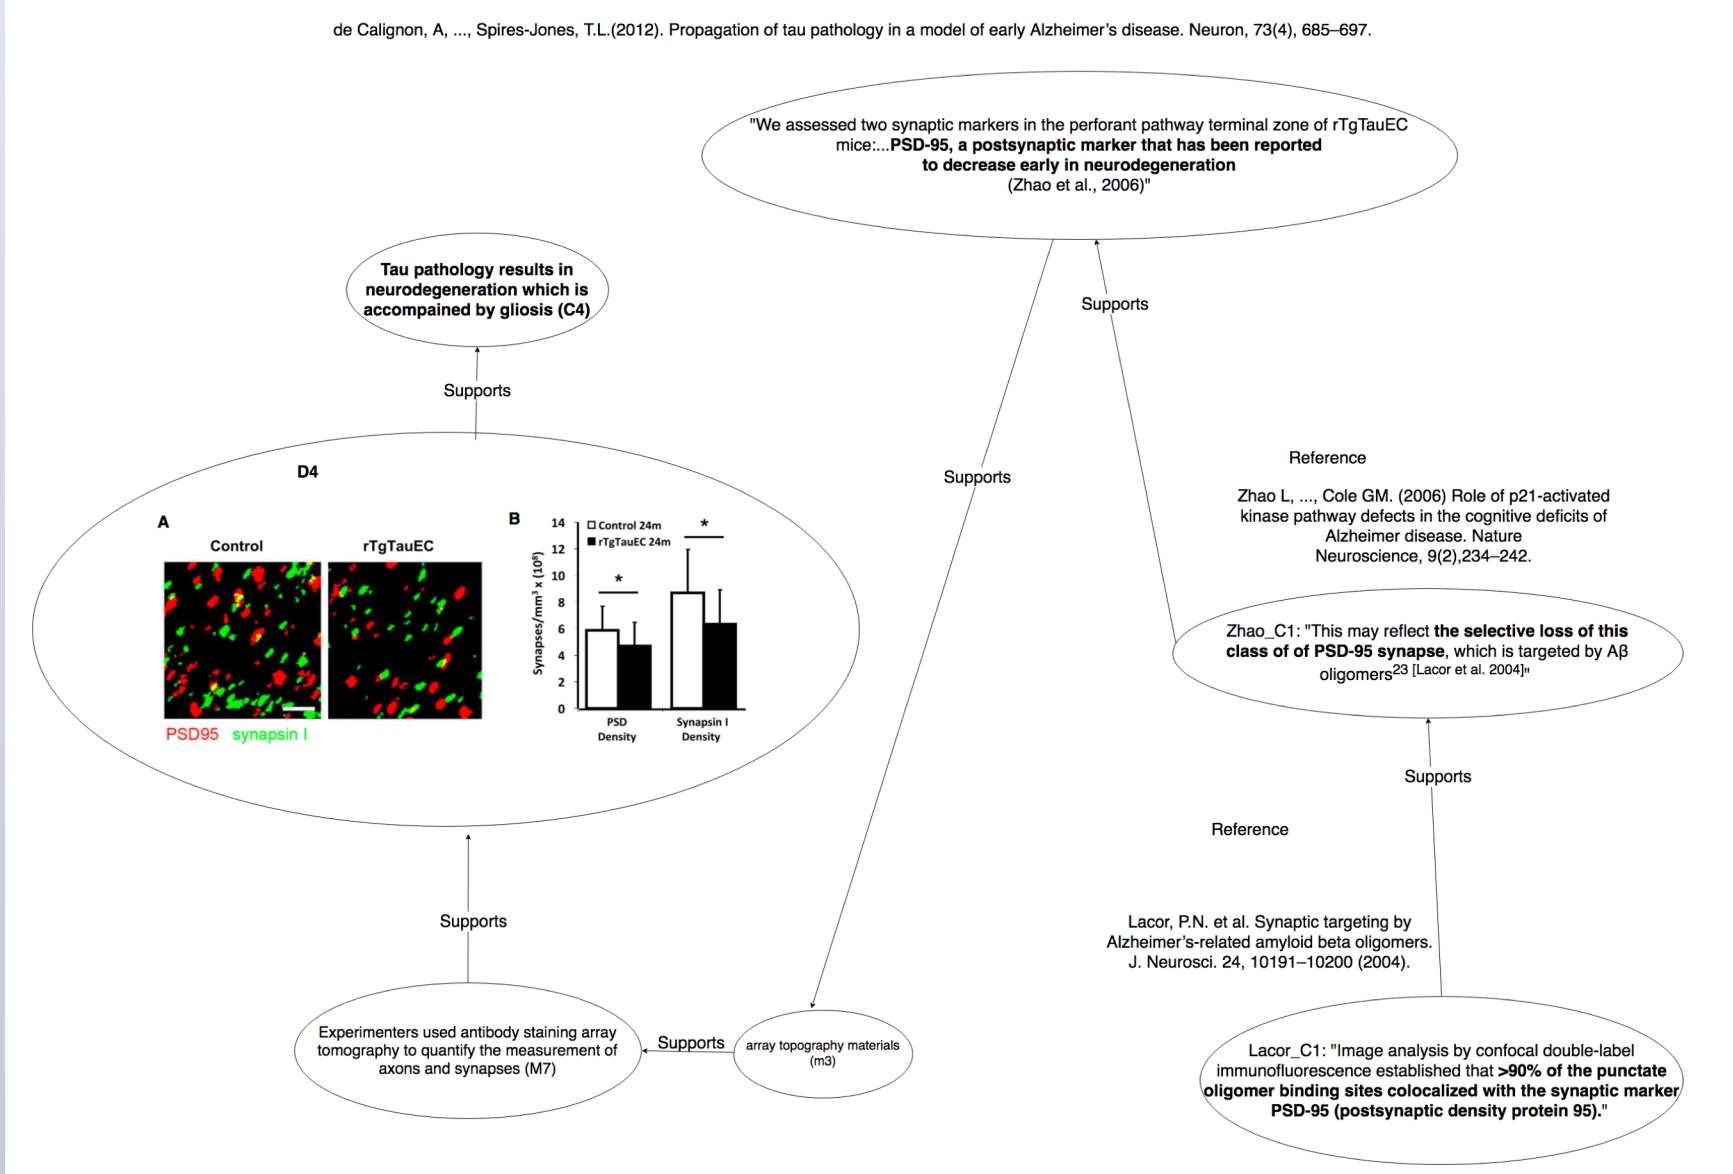 de Calignon, A, ..., Spires-Jones, T.L.(2012). Propagation of tau pathology in a model of early Alzheimer's disease. Neuron, 73(4), 685–697.
"We assessed two synaptic markers in the perforant pathway terminal zone of rTgTauEC
mice:...PSD-95, a postsynaptic marker that has been reported
to decrease early in neurodegeneration
(Zhao et al., 2006)"
Tau pathology results in
neurodegeneration which is
accompained by gliosis (C4)
Supports
Supports
Supports
D4
A
Control
rTgTauEC
PSD95 synapsin I
B
Synapses/mm³ x (10⁸)
14
12
10
8
6
4
2
0
Control 24m
rTgTauEC 24m
*
*
PSD
Density
Synapsin I
Density
Reference
Zhao L, ..., Cole GM. (2006) Role of p21-activated
kinase pathway defects in the cognitive deficits of
Alzheimer disease. Nature
Neuroscience, 9(2),234–242.
Zhao_C1: "This may reflect the selective loss of this
class of of PSD-95 synapse, which is targeted by Aβ
oligomers23 [Lacor et al. 2004]"
Supports
Reference
Lacor, P.N. et al. Synaptic targeting by
Alzheimer's-related amyloid beta oligomers.
J. Neurosci. 24, 10191–10200 (2004).
Supports
Experimenters used antibody staining array
tomography to quantify the measurement of
axons and synapses (M7)
Supports
array topography materials
(m3)
Lacor_C1: "Image analysis by confocal double-label
immunofluorescence established that >90% of the punctate
oligomer binding sites colocalized with the synaptic marker
PSD-95 (postsynaptic density protein 95)."